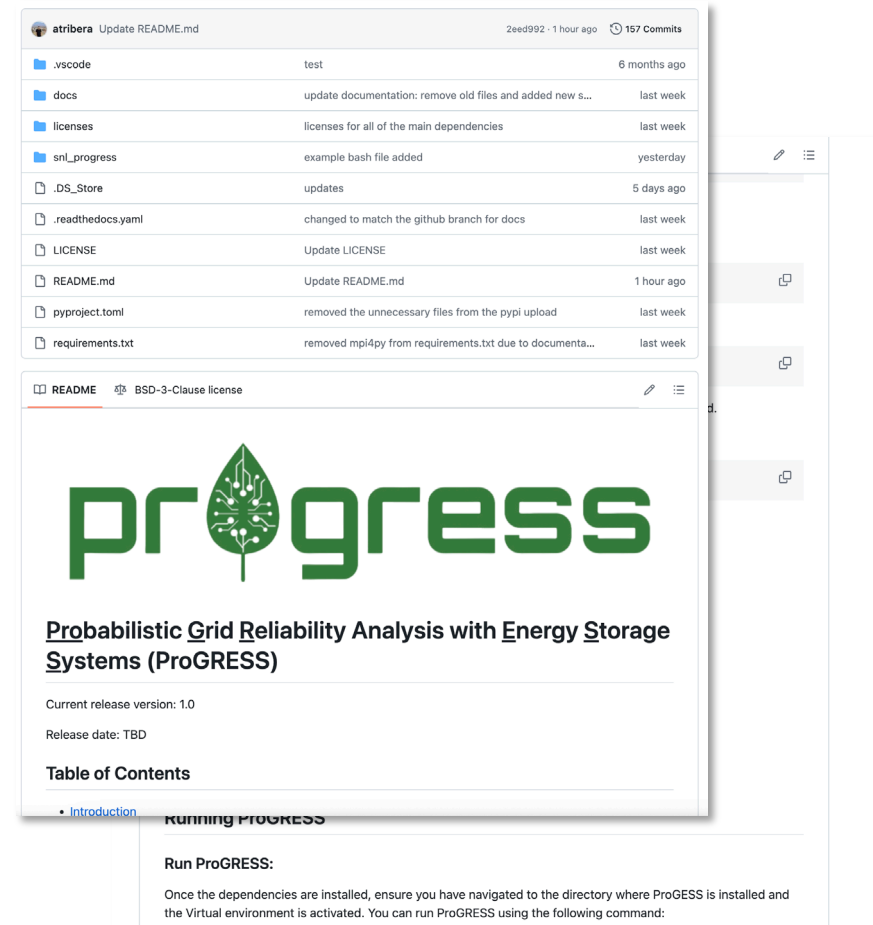 atribera Update README.md 2eed992 · 1 hour ago 157 Commits
.vscode test 6 months ago
docs update documentation: remove old files and added new s... last week
licenses licenses for all of the main dependencies last week
snl_progress example bash file added yesterday
.DS_Store updates 5 days ago
.readthedocs.yaml changed to match the github branch for docs last week
LICENSE Update LICENSE last week
README.md Update README.md 1 hour ago
pyproject.toml removed the unnecessary files from the pypi upload last week
requirements.txt removed mpi4py from requirements.txt due to documenta... last week
README BSD-3-Clause license
d.
progress
Probabilistic Grid Reliability Analysis with Energy Storage
Systems (ProGRESS)
Current release version: 1.0
Release date: TBD
Table of Contents
• Introduction
Running ProGRESS
Run ProGRESS:
Once the dependencies are installed, ensure you have navigated to the directory where ProGESS is installed and
the Virtual environment is activated. You can run ProGRESS using the following command: